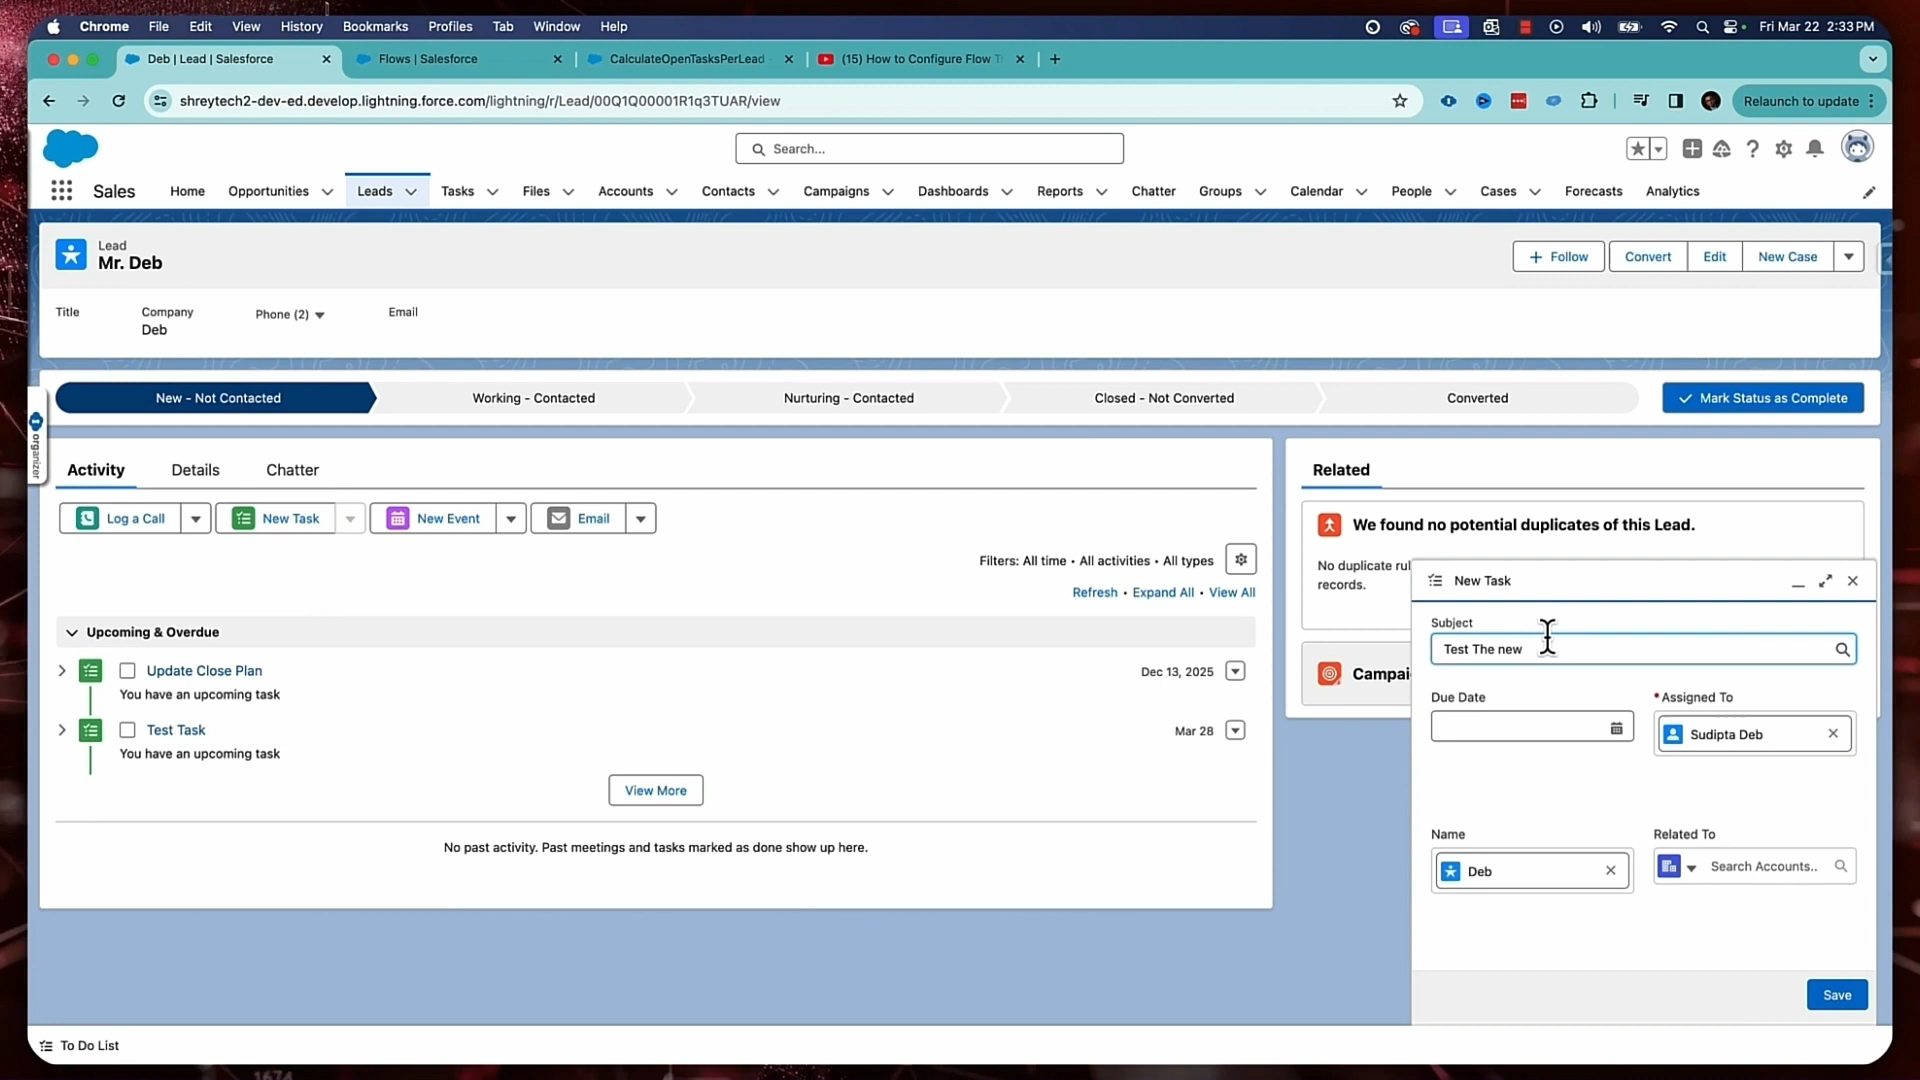 Chrome File Edit View History Bookmarks Profiles Tab Window Help Fri Mar 22 2:33 PM
Deb | Lead | Salesforce Flows | Salesforce CalculateOpenTasksPerLead (15) How to Configure Flow
shreytech2-dev-ed.develop.lightning.force.com/lightning/r/Lead/00Q1Q00001R1q3TUAR/view Relaunch to update
Search...
Sales Home Opportunities Leads Tasks Files Accounts Contacts Campaigns Dashboards Reports Chatter Groups Calendar People Cases Forecasts Analytics
Lead
Mr. Deb
+ Follow Convert Edit New Case
Title Company Phone (2) Email
Deb
New - Not Contacted Working - Contacted Nurturing - Contacted Closed - Not Converted Converted Mark Status as Complete
organizer
Activity Details Chatter
Log a Call New Task New Event Email
Filters: All time • All activities • All types
Refresh • Expand All • View All
Upcoming & Overdue
Update Close Plan Dec 13, 2025
You have an upcoming task
Test Task Mar 28
You have an upcoming task
View More
No past activity. Past meetings and tasks marked as done show up here.
Related
We found no potential duplicates of this Lead.
No duplicate rul
records.
Campai
New Task
Subject
Test The new
Due Date *Assigned To
Sudipta Deb
Name Related To
Deb Search Accounts..
Save
To Do List
1674